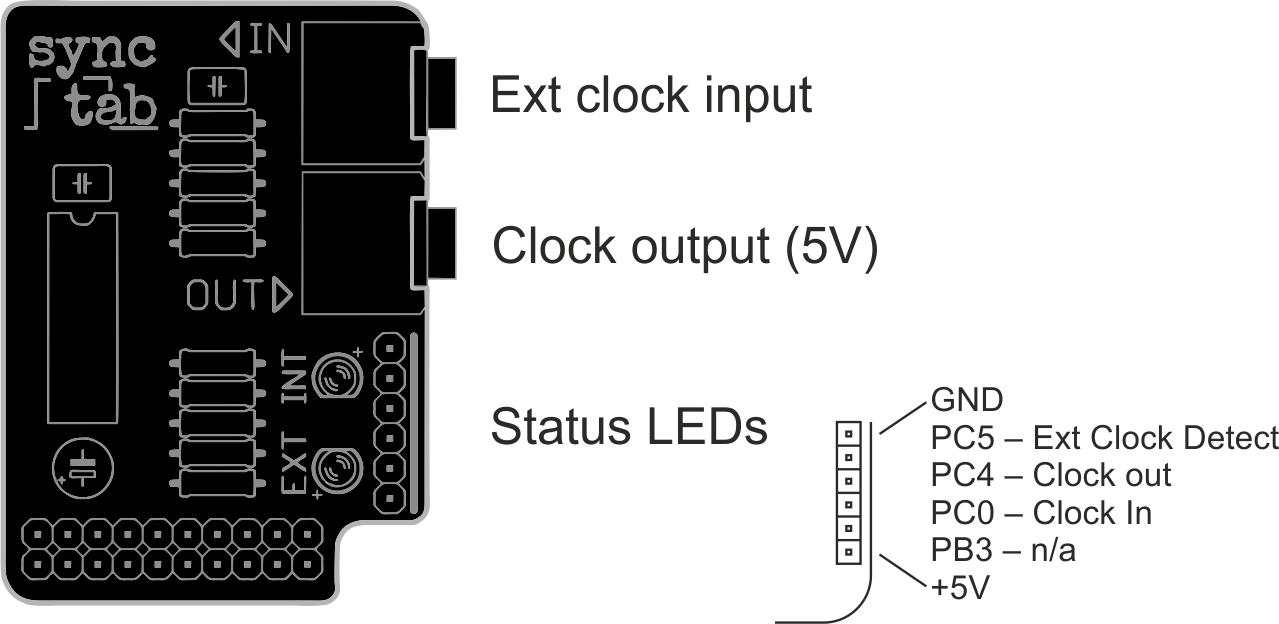 sync
tab
IN
OUT
INT
EXT
+
+
+
Ext clock input
Clock output (5V)
Status LEDs
GND
PC5 – Ext Clock Detect
PC4 – Clock out
PC0 – Clock In
PB3 – n/a
+5V